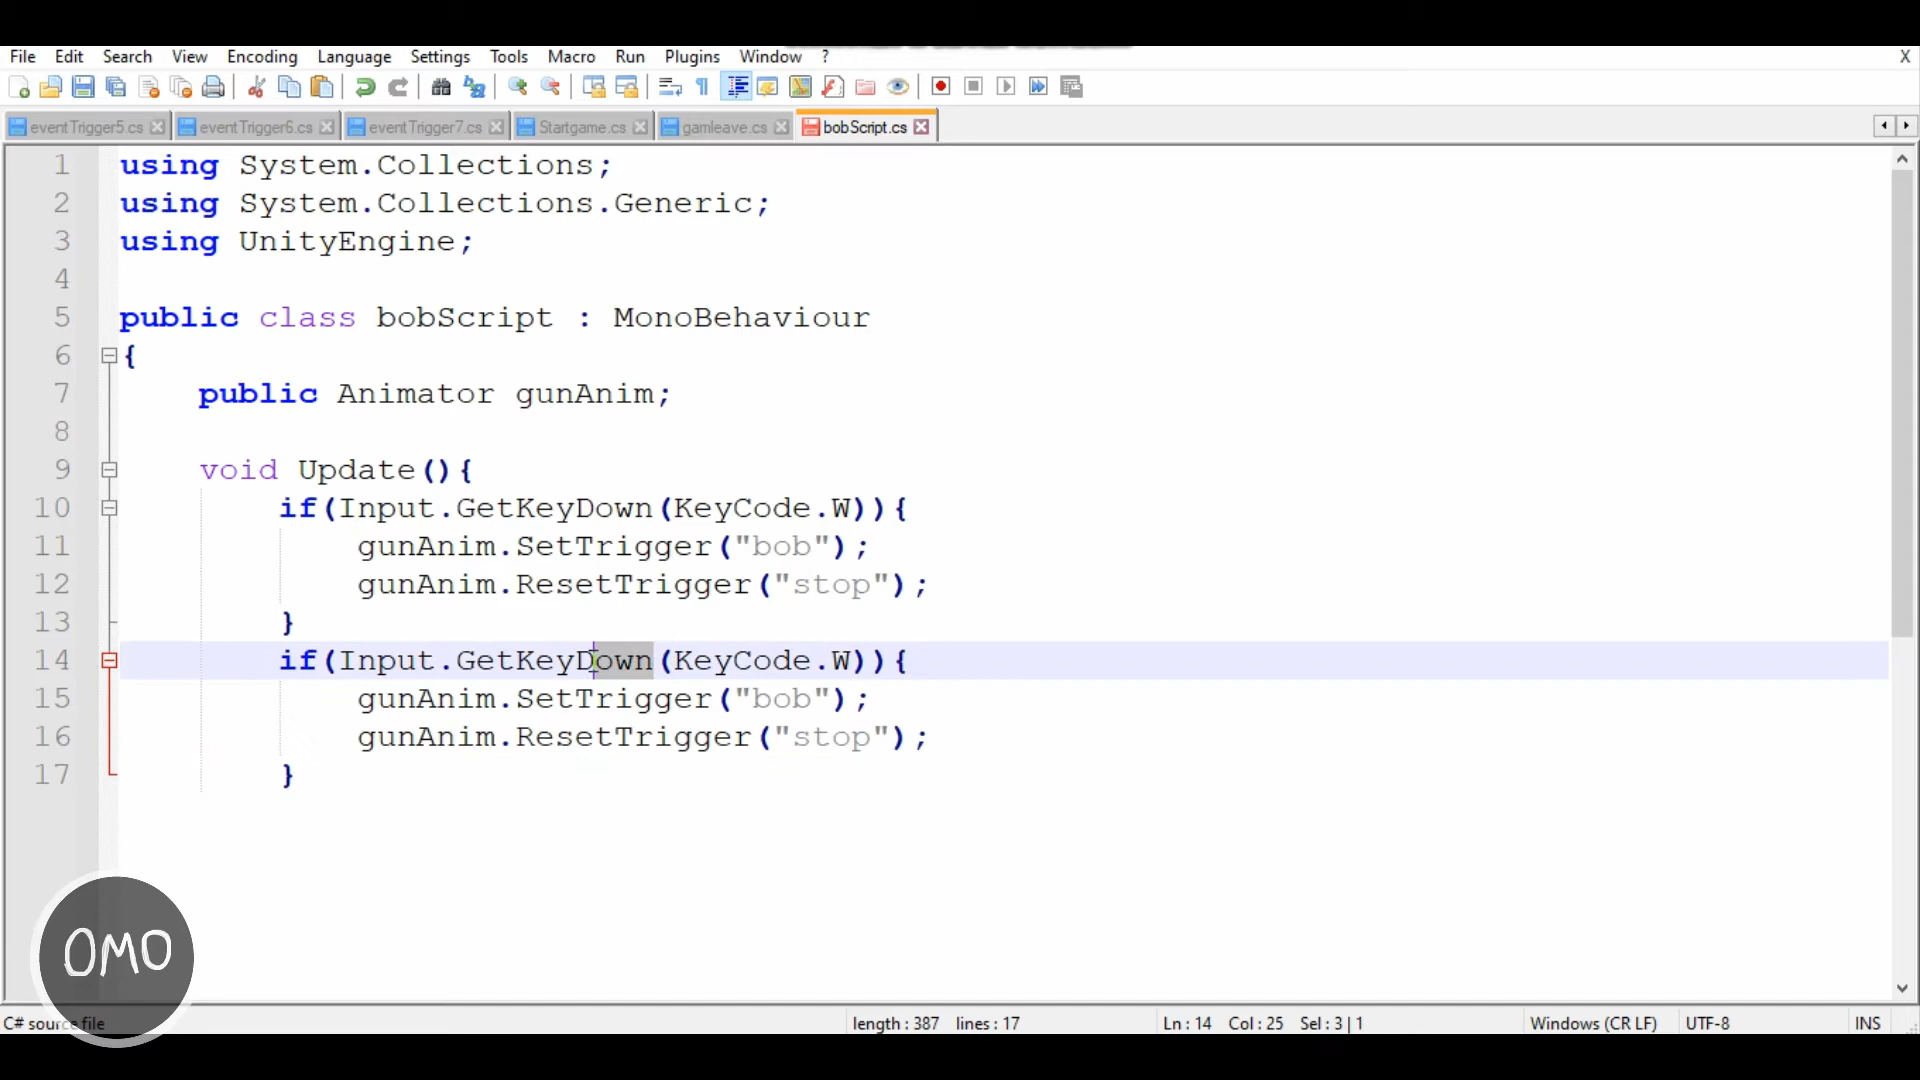 File Edit Search View Encoding Language Settings Tools Macro Run Plugins Window ? X
eventTrigger5.cs eventTrigger6.cs eventTrigger7.cs Startgame.cs gamleave.cs bobScript.cs
1 using System.Collections;
2 using System.Collections.Generic;
3 using UnityEngine;
4
5 public class bobScript : MonoBehaviour
6 {
7 public Animator gunAnim;
8
9 void Update(){
10 if(Input.GetKeyDown(KeyCode.W)){
11 gunAnim.SetTrigger("bob");
12 gunAnim.ResetTrigger("stop");
13 }
14 if(Input.GetKeyDown(KeyCode.W)){
15 gunAnim.SetTrigger("bob");
16 gunAnim.ResetTrigger("stop");
17 }
OMO
C# source file length : 387 lines : 17 Ln : 14 Col : 25 Sel : 3 | 1 Windows (CR LF) UTF-8 INS